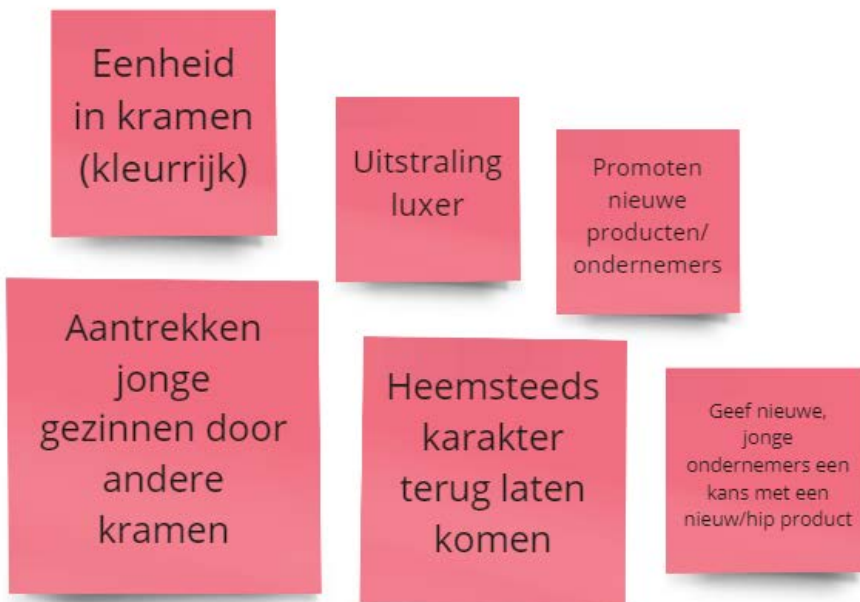 Eenheid
in kramen
(kleurrijk)
Uitstraling
luxer
Promoten
nieuwe
producten/
ondernemers
Aantrekken
jonge
gezinnen door
andere
kramen
Heemsteeds
karakter
terug laten
komen
Geef nieuwe,
jonge
ondernemers een
kans met een
nieuw/hip product